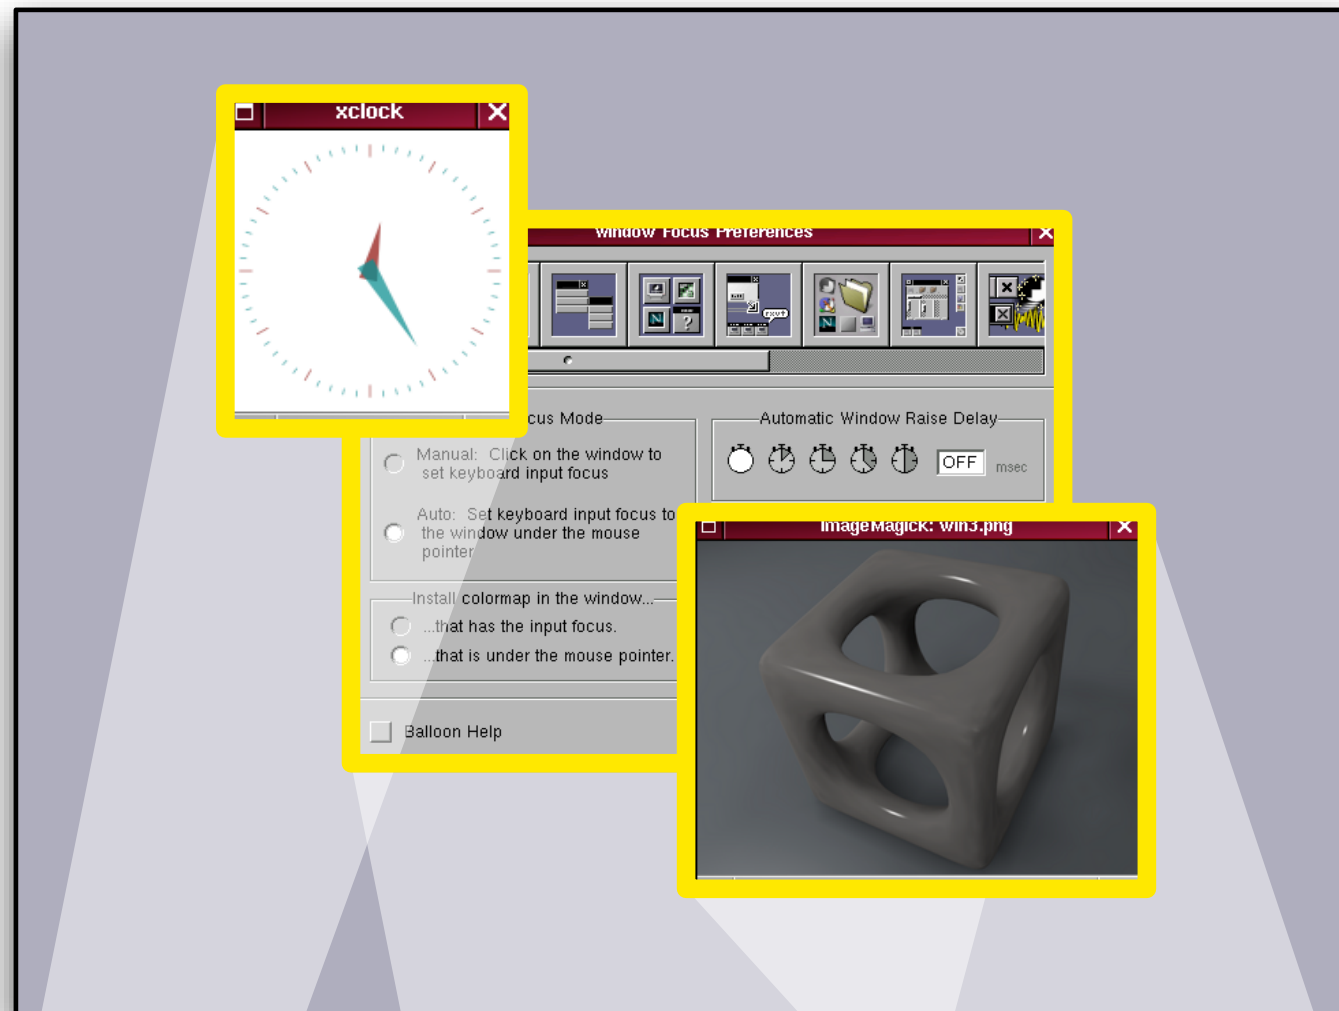 xclock
Window Focus Preferences
rxvt
N
?
N
cus Mode
Manual: Click on the window to
set keyboard input focus
Auto: Set keyboard input focus to
the window under the mouse
pointer
Automatic Window Raise Delay
OFF msec
Install colormap in the window...
...that has the input focus.
...that is under the mouse pointer.
Balloon Help
ImageMagick: win3.png